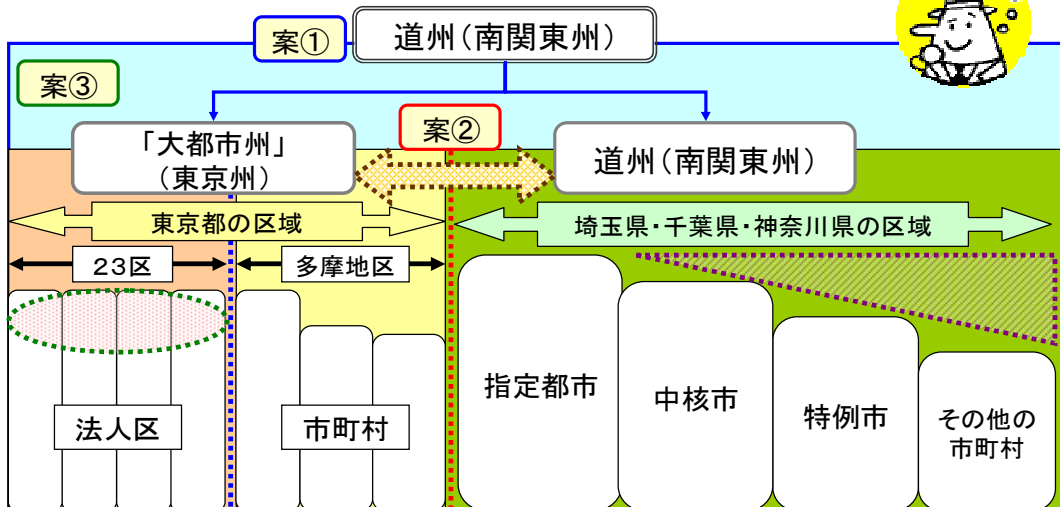 案①
道州(南関東州)
案③
案②
「大都市州」
(東京州)
道州(南関東州)
東京都の区域
埼玉県・千葉県・神奈川県の区域
23区
多摩地区
法人区
市町村
指定都市
中核市
特例市
その他の
市町村